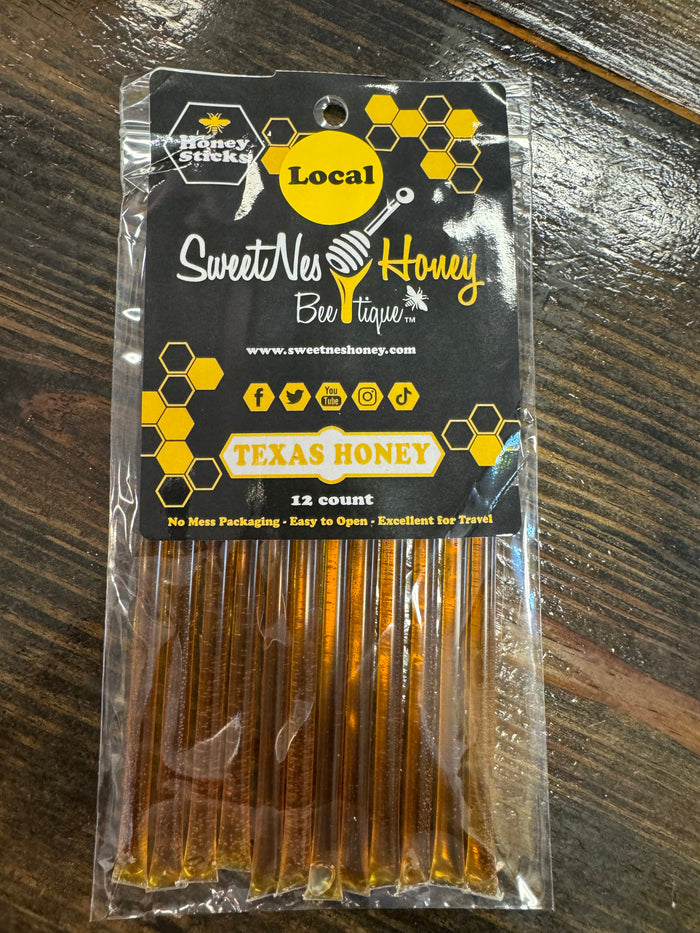 Honey
Sticks
Local
SweetNes Honey
Bee tique™
www.sweetneshoney.com
You
Tube
TEXAS HONEY
12 count
No Mess Packaging - Easy to Open - Excellent for Travel